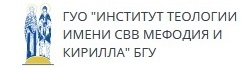 ГУО "ИНСТИТУТ ТЕОЛОГИИ
ИМЕНИ СВВ МЕФОДИЯ И
КИРИЛЛА" БГУ